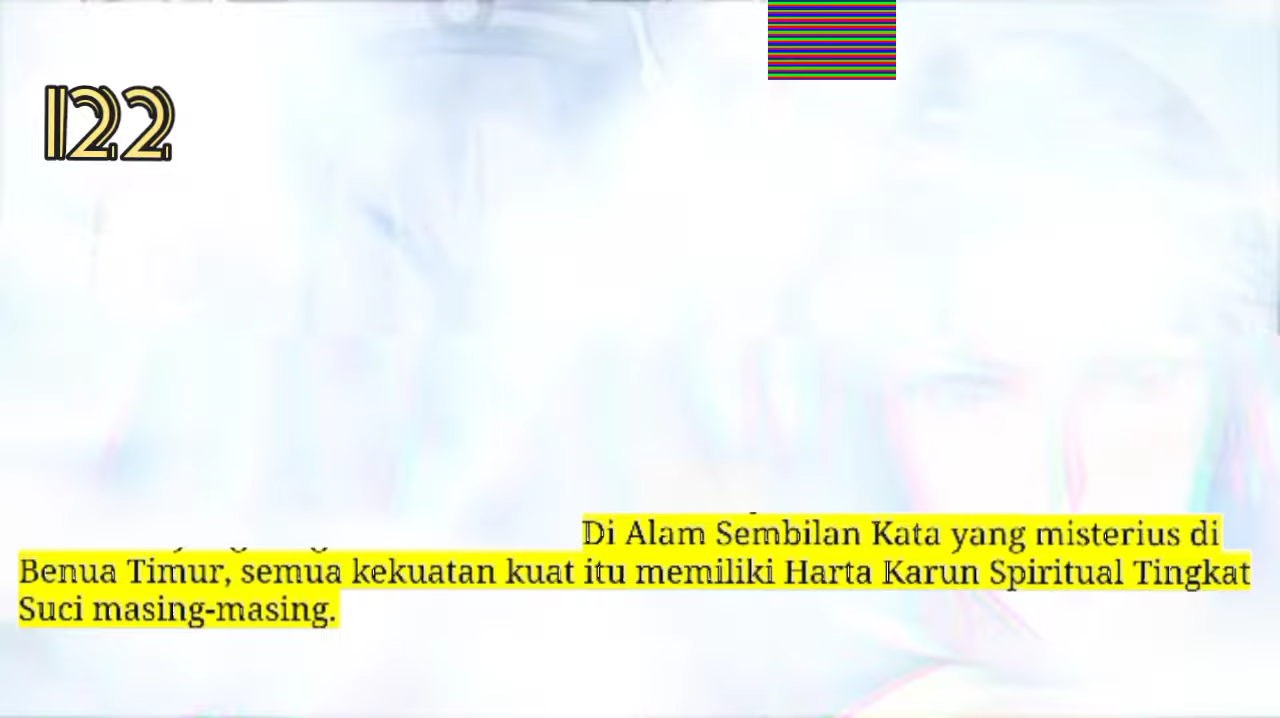 122
Di Alam Sembilan Kata yang misterius di
Benua Timur, semua kekuatan kuat itu memiliki Harta Karun Spiritual Tingkat
Suci masing-masing.